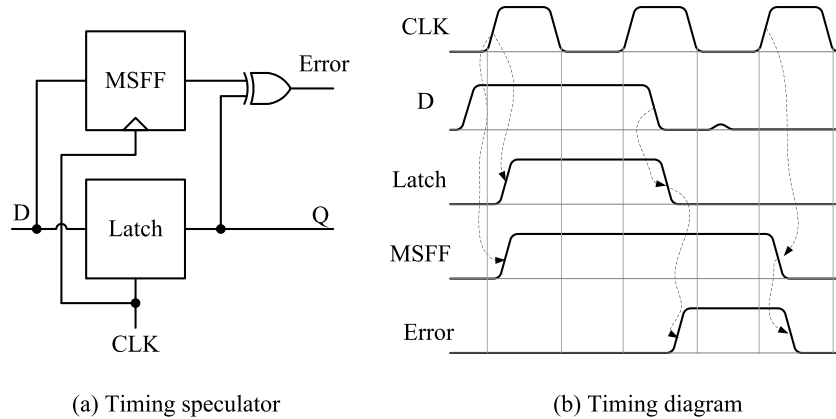 MSFF
Error
D
Latch
Q
CLK
(a) Timing speculator
CLK
D
Latch
MSFF
Error
(b) Timing diagram